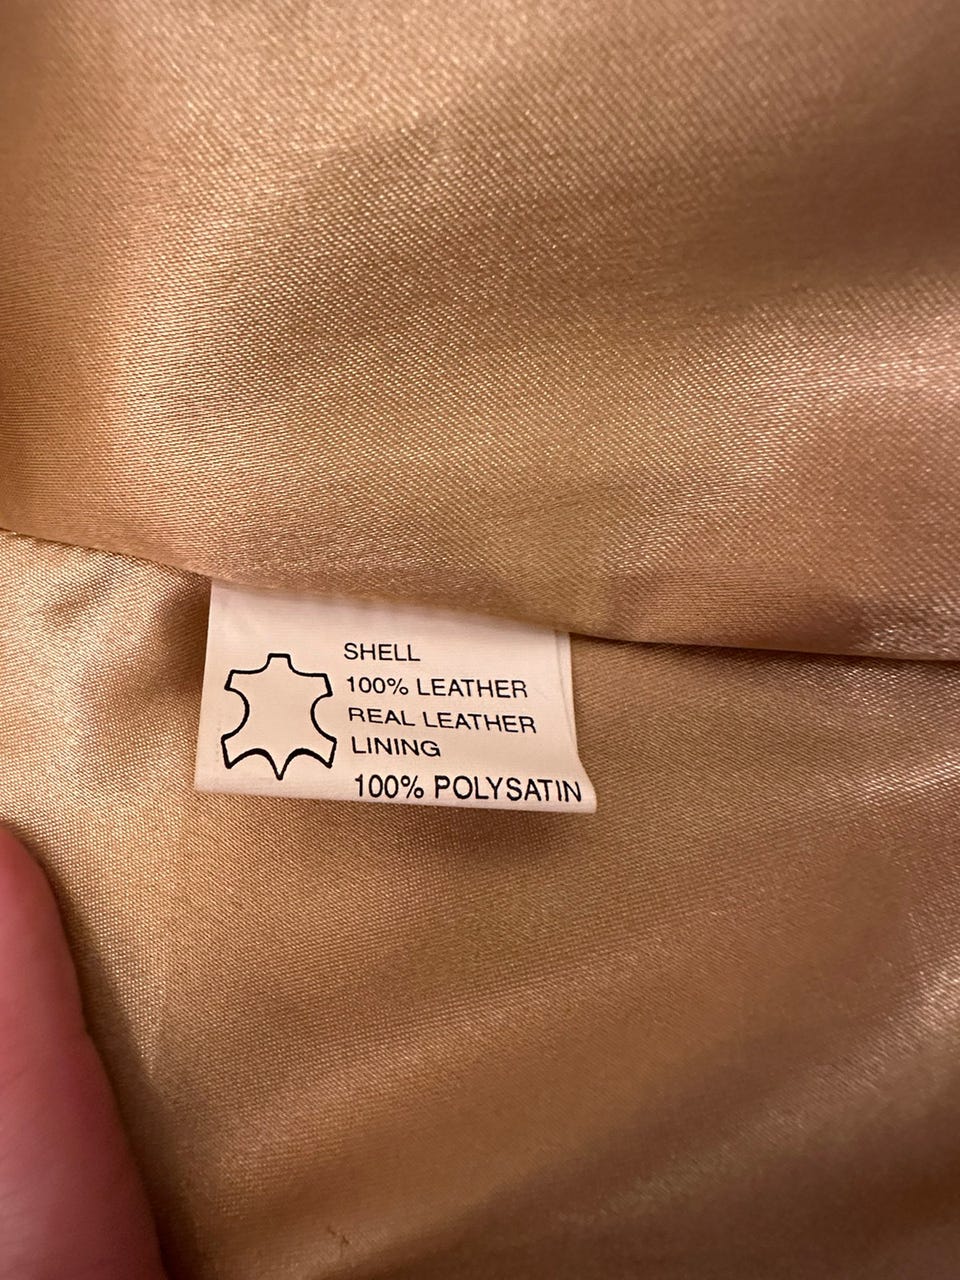 SHELL
100% LEATHER
REAL LEATHER
LINING
100% POLYSATIN